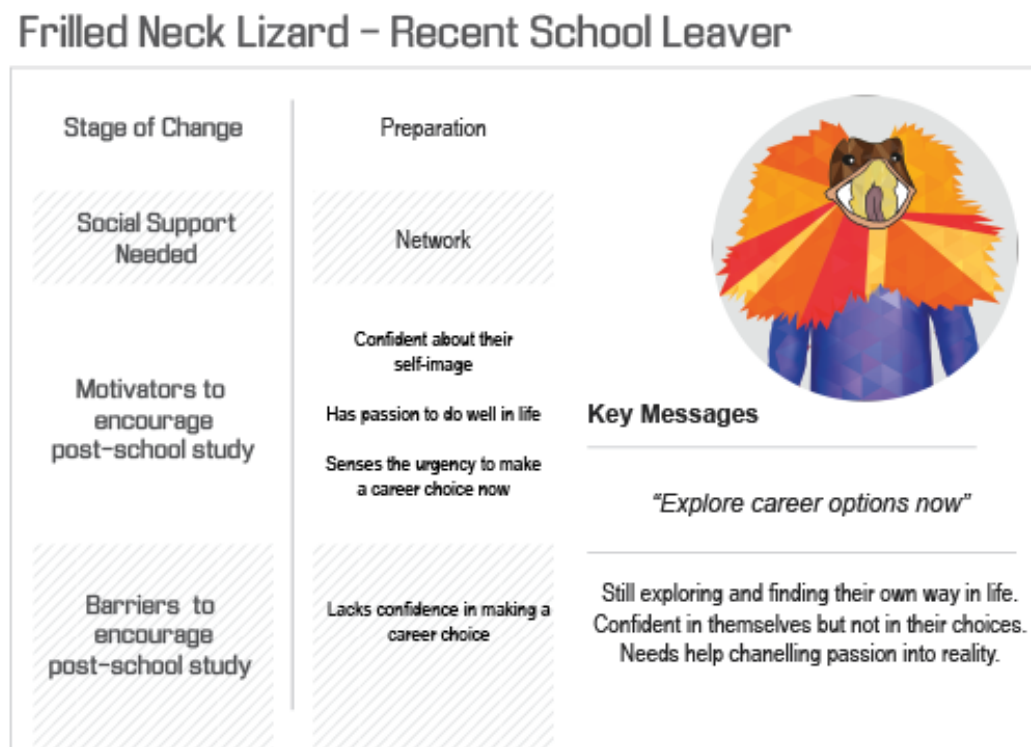 Frilled Neck Lizard – Recent School Leaver
Stage of Change
Preparation
Social Support
Needed
Network
Motivators to
encourage
post-school study
Confident about their
self-image
Has passion to do well in life
Senses the urgency to make
a career choice now
Barriers to
encourage
post-school study
Lacks confidence in making a
career choice
Key Messages
“Explore career options now”
Still exploring and finding their own way in life.
Confident in themselves but not in their choices.
Needs help chanelling passion into reality.